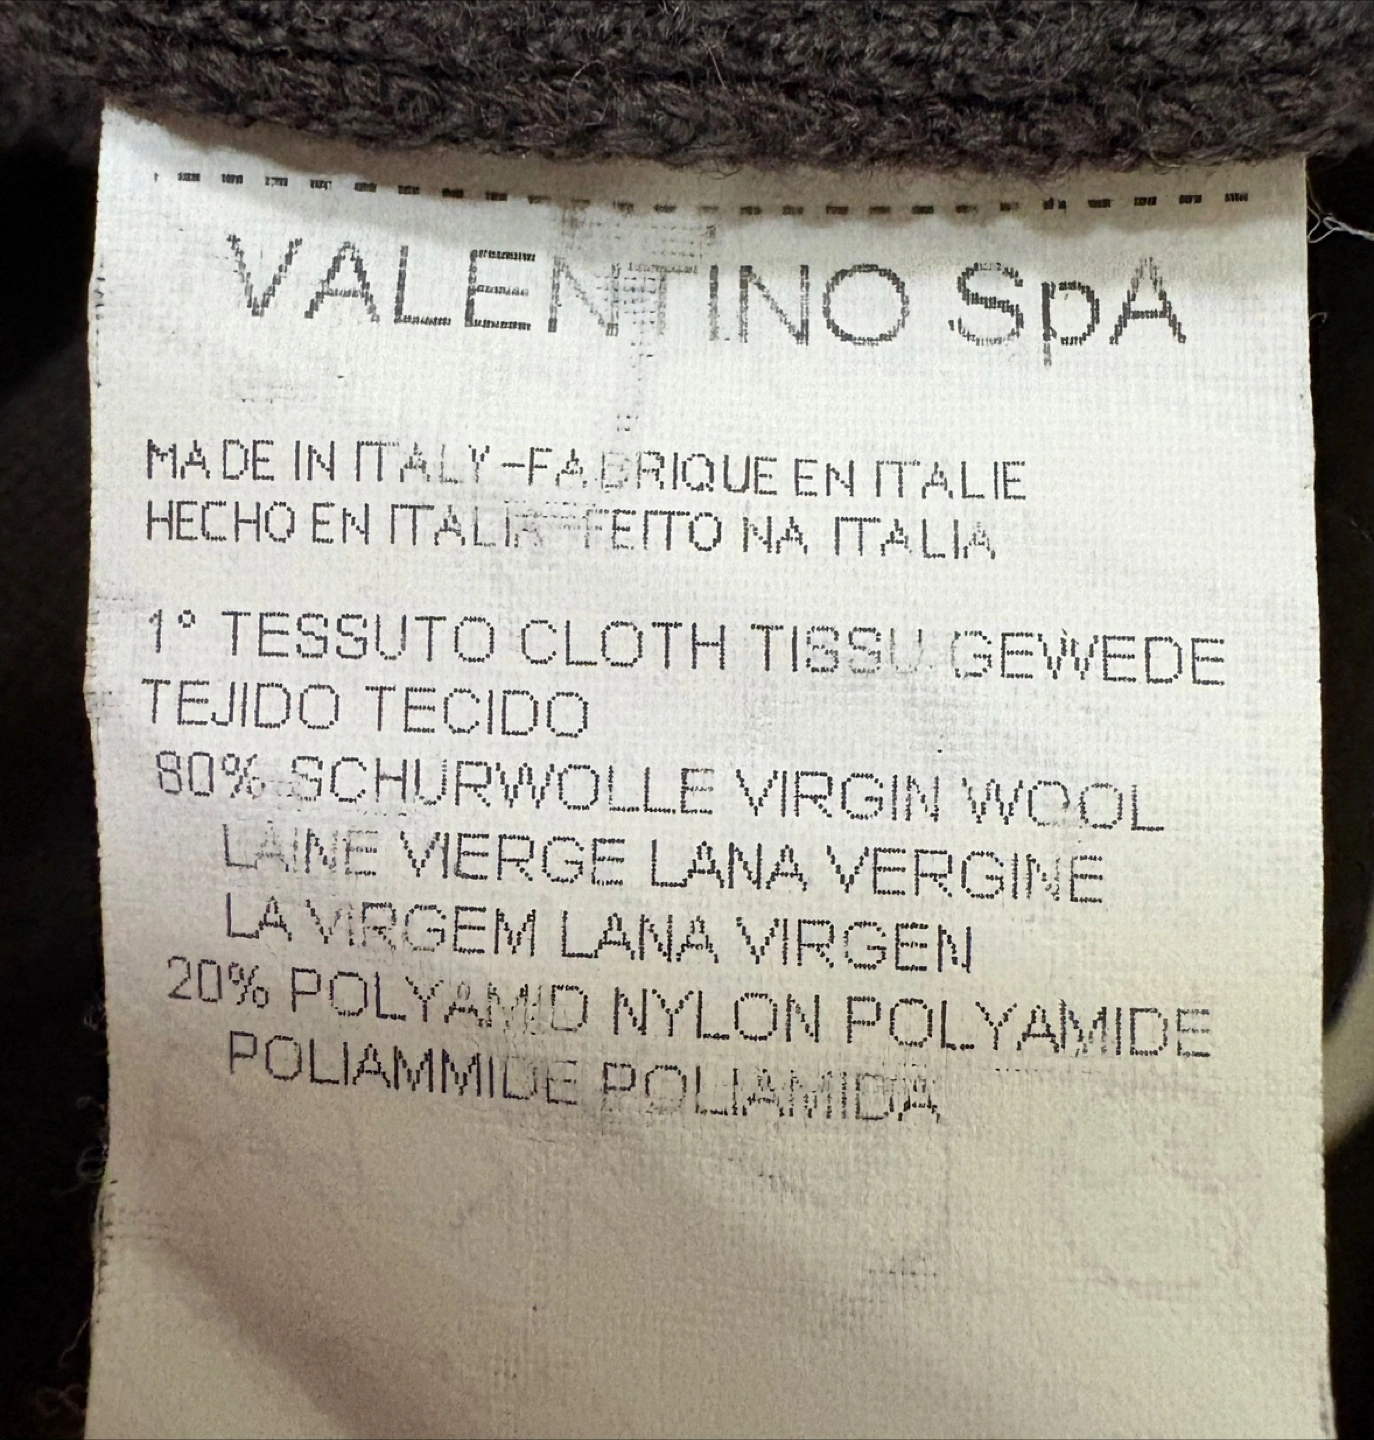 VALENTINO SpA
MADE IN ITALY-FABRIQUE EN ITALIE
HECHO EN ITALIA-FEITO NA ITALIA
1° TESSUTO CLOTH TISSU GEWEDE
TEJIDO TECIDO
80% SCHURWOLLE VIRGIN WOOL
LAINE VIERGE LANA VERGINE
LA VIRGEM LANA VIRGEN
20% POLYAMID NYLON POLYAMIDE
POLIAMMIDE POLIAMIDA